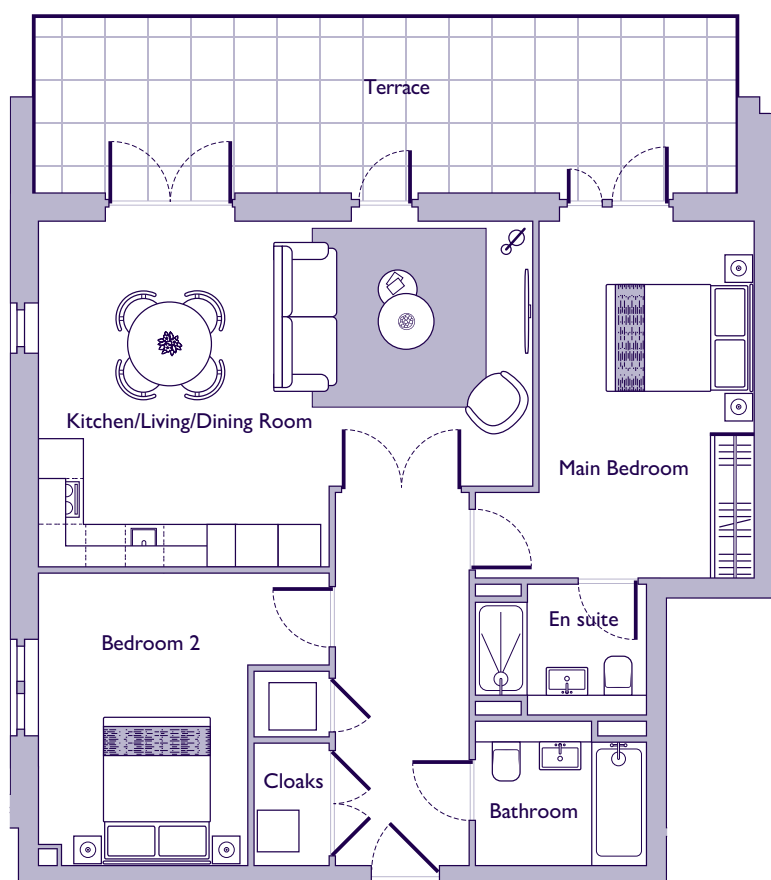 Terrace
Kitchen/Living/Dining Room
Main Bedroom
En suite
Bedroom 2
Cloaks
Bathroom